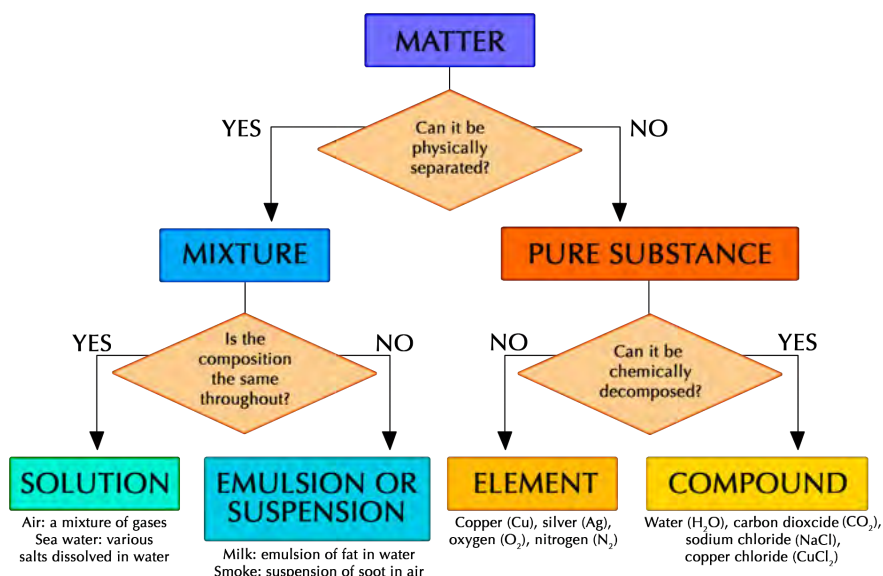 MATTER
YES
Can it be
physically
separated?
NO
MIXTURE
PURE SUBSTANCE
YES
Is the
composition
the same
throughout?
NO
NO
Can it be
chemically
decomposed?
YES
SOLUTION
Air: a mixture of gases
Sea water: various
salts dissolved in water
EMULSION OR
SUSPENSION
Milk: emulsion of fat in water
Smoke: suspension of soot in air
ELEMENT
Copper (Cu), silver (Ag),
oxygen (O₂), nitrogen (N₂)
COMPOUND
Water (H₂O), carbon dioxcide (CO₂),
sodium chloride (NaCl),
copper chloride (CuCl₂)